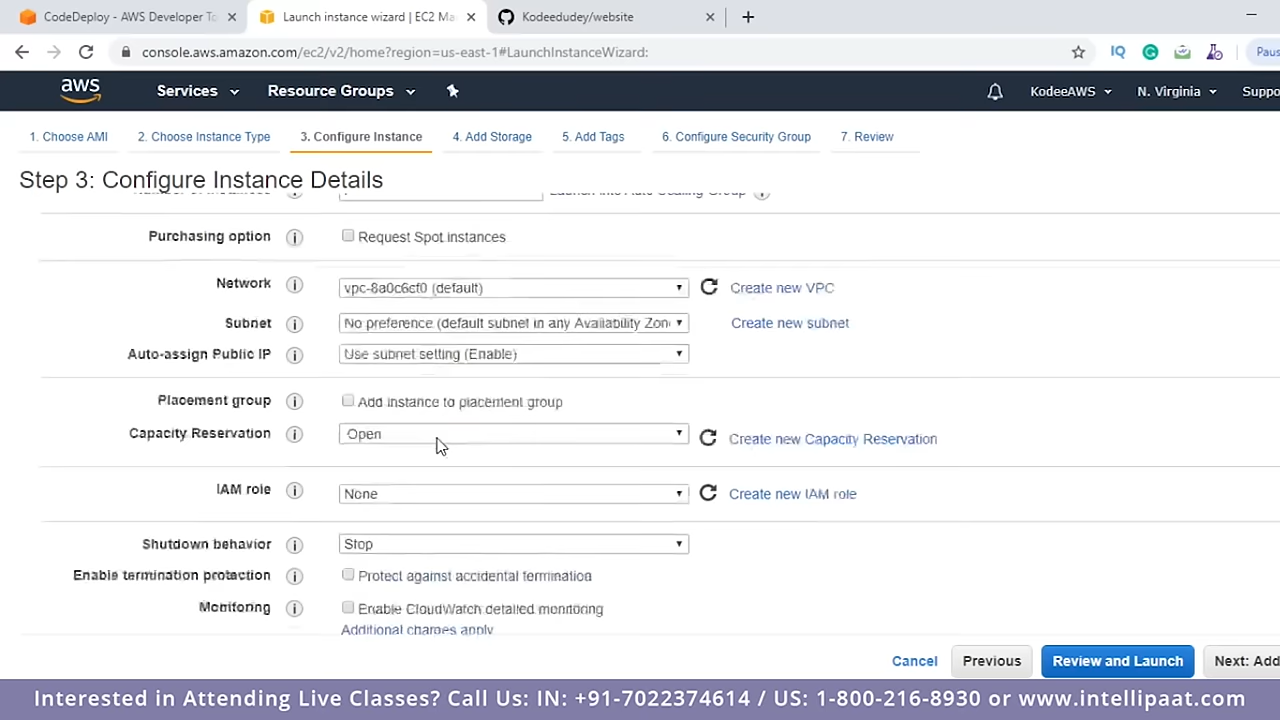 CodeDeploy - AWS Developer To
Launch instance wizard | EC2 Ma
Kodeedudey/website
console.aws.amazon.com/ec2/v2/home?region=us-east-1#LaunchInstanceWizard:
IQ
Paus
aws
Services
Resource Groups
KodeeAWS
N. Virginia
Suppo
1. Choose AMI
2. Choose Instance Type
3. Configure Instance
4. Add Storage
5. Add Tags
6. Configure Security Group
7. Review
Step 3: Configure Instance Details
Number of instances
Launch into Auto Scaling Group
Purchasing option
Request Spot instances
Network
vpc-8a0c6cf0 (default)
Create new VPC
Subnet
No preference (default subnet in any Availability Zon
Create new subnet
Auto-assign Public IP
Use subnet setting (Enable)
Placement group
Add instance to placement group
Capacity Reservation
Open
Create new Capacity Reservation
IAM role
None
Create new IAM role
Shutdown behavior
Stop
Enable termination protection
Protect against accidental termination
Monitoring
Enable CloudWatch detailed monitoring
Additional charges apply
Cancel
Previous
Review and Launch
Next: Add
Interested in Attending Live Classes? Call Us: IN: +91-7022374614 / US: 1-800-216-8930 or www.intellipaat.com